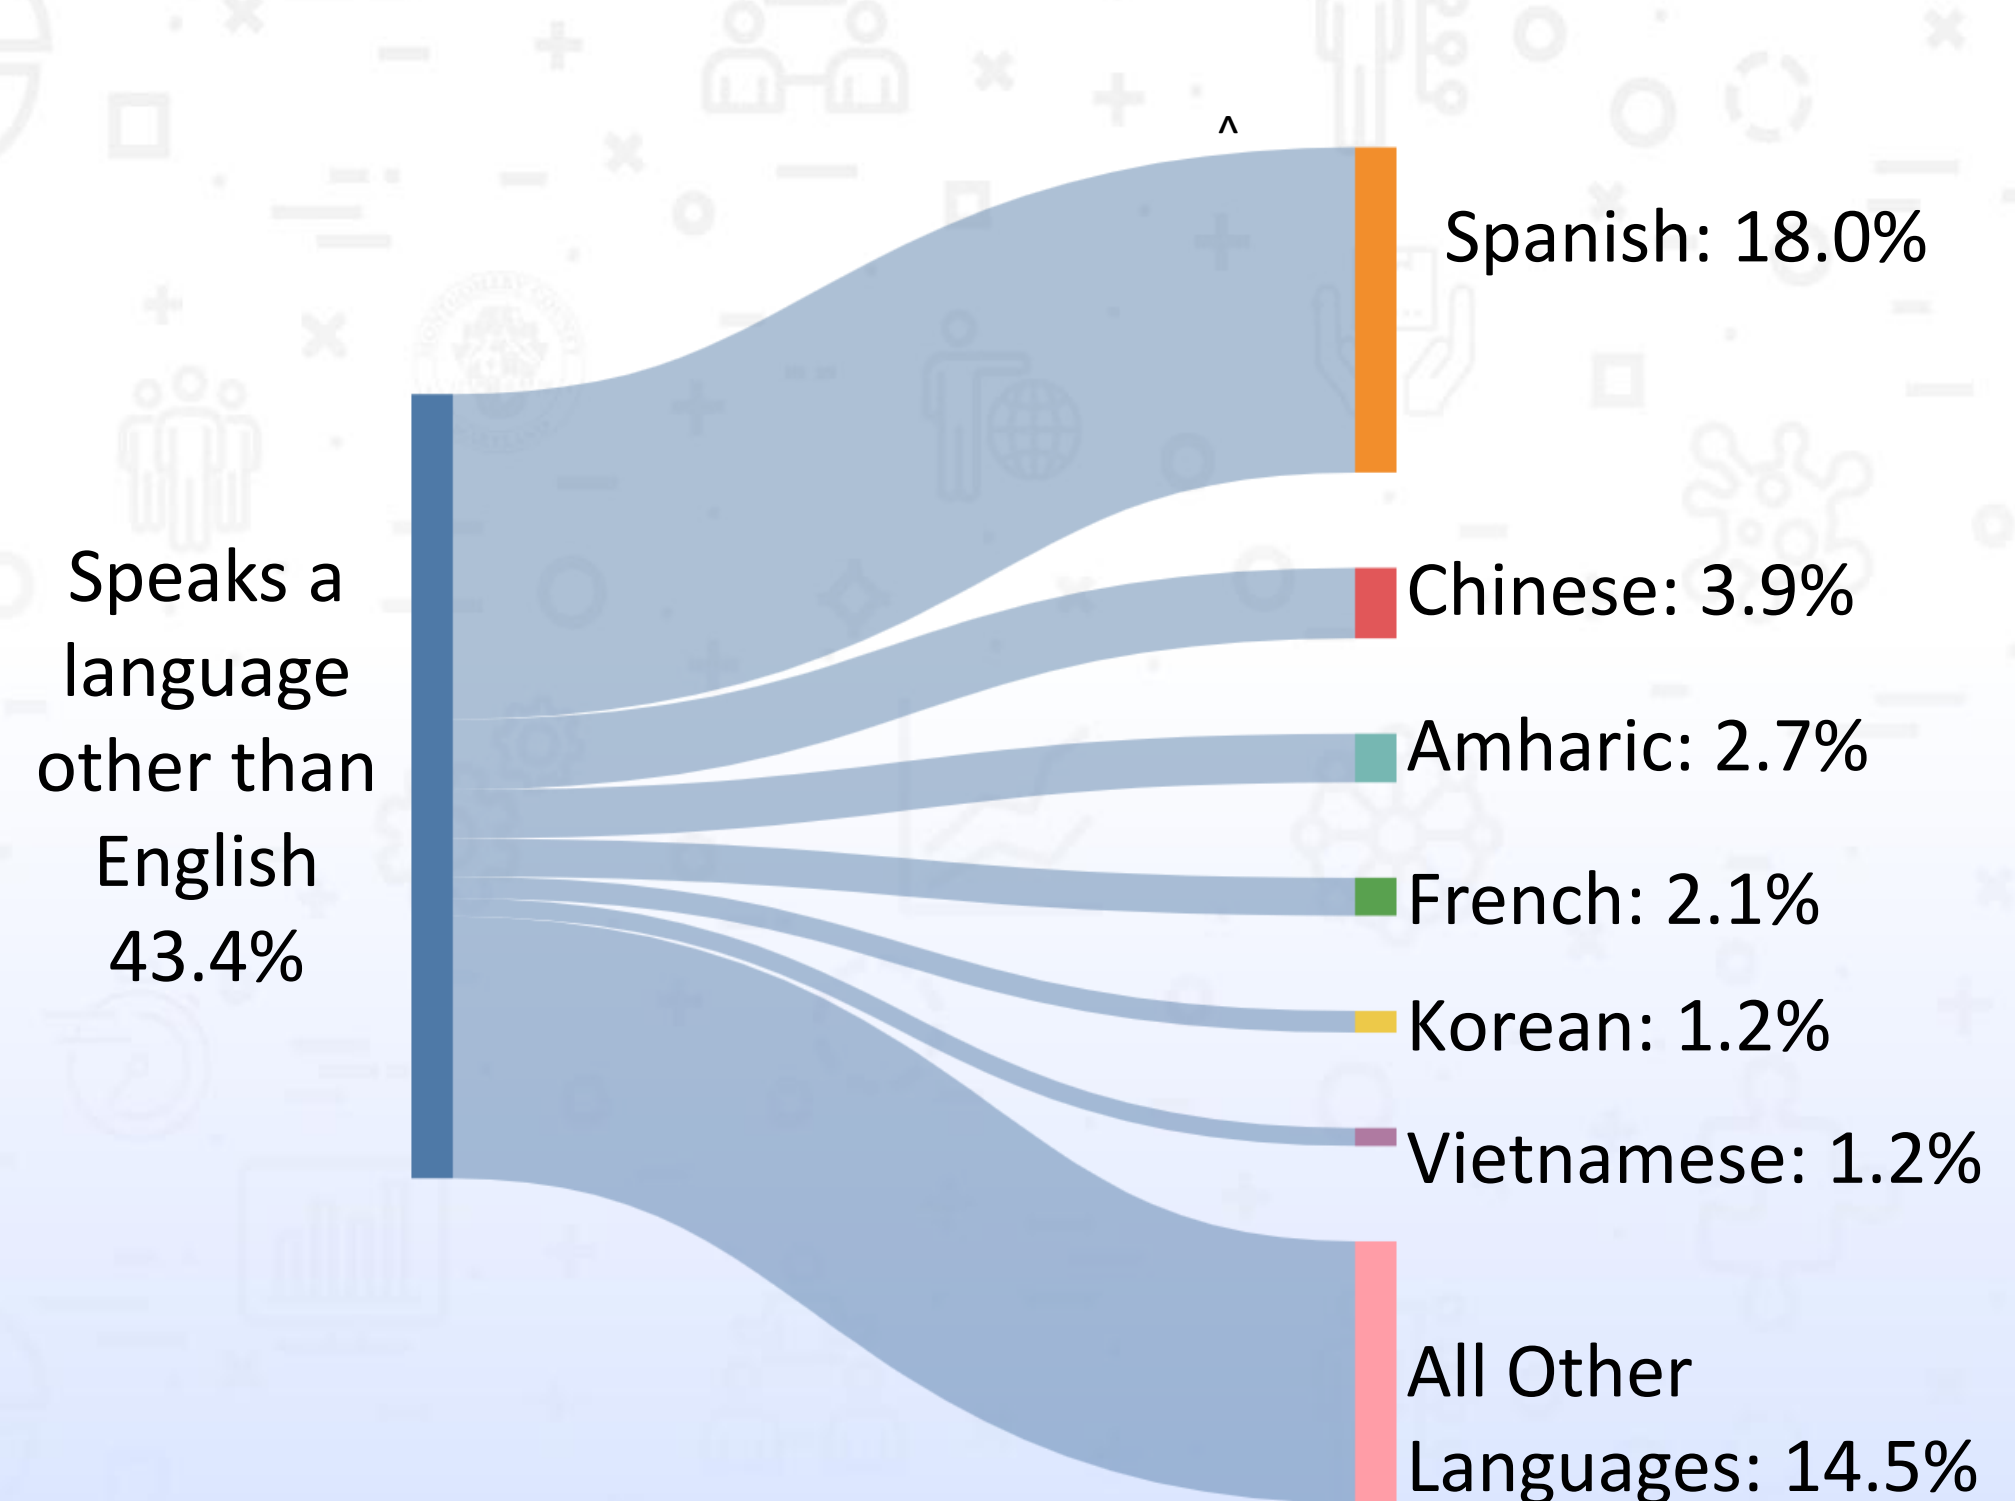 ^
Spanish: 18.0%
Chinese: 3.9%
Speaks a
language
other than
English
43.4%
Amharic: 2.7%
French: 2.1%
Korean: 1.2%
Vietnamese: 1.2%
All Other
Languages: 14.5%